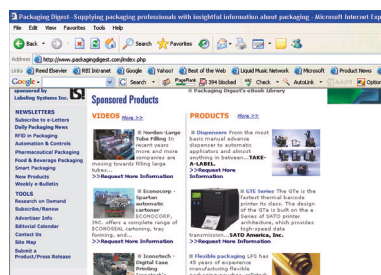 Packaging Digest - Supplying packaging professionals with insightful information about packaging - Microsoft Internet Exp
File Edit View Favorites Tools Help
Back Search Favorites
Address http://www.packagingdigest.com/index.php
Links Reed Elsevier RBI Intranet Google Yahoo! Best of the Web Liquid Music Network Microsoft Product News
Google Search PageRank 394 blocked Check AutoLink Options
sponsored by
Labeling Systems Inc. LSI
NEWSLETTERS
Subscribe to e-Letters
Daily Packaging News
RFID in Packaging
Automation & Controls
Pharmaceutical Packaging
Food & Beverage Packaging
Smart Packaging
New Products
Weekly e-Bulletin
TOOLS
Research on Demand
Subscribe/Renew
Advertiser Info
Editorial Calendar
Contact Us
Site Map
Submit a
Product/Press Release
Packaging Digest's eBook Library
Sponsored Products
VIDEOS More >>
Norden-Large
Tube Filling In
recent years
more and more
companies are
moving towards filling large
tubes...
>>Request More Information
Econocorp -
Spartan
automatic
cartoner
ECONOCORP,
INC. offers a complete range of
ECONOSEAL cartoning, tray
forming, and...
>>Request More Information
Iconotech -
Digital Case
Printing
PRODUCTS More >>
Dispensers From the most
basic manual advance
dispenser to automatic
applicators and almost
anything in between...TAKE-
A-LABEL.
>>Request More
Information
GTE Series The GTe is the
fastest thermal barcode
printer its class. The design
of the GTe is built on the e
Series of SATO printer
architecture, which provides
high-speed data
transmission...SATO America, Inc.
>>Request More Information
Flexible packaging LPS has
45 years of experience
manufacturing flexible